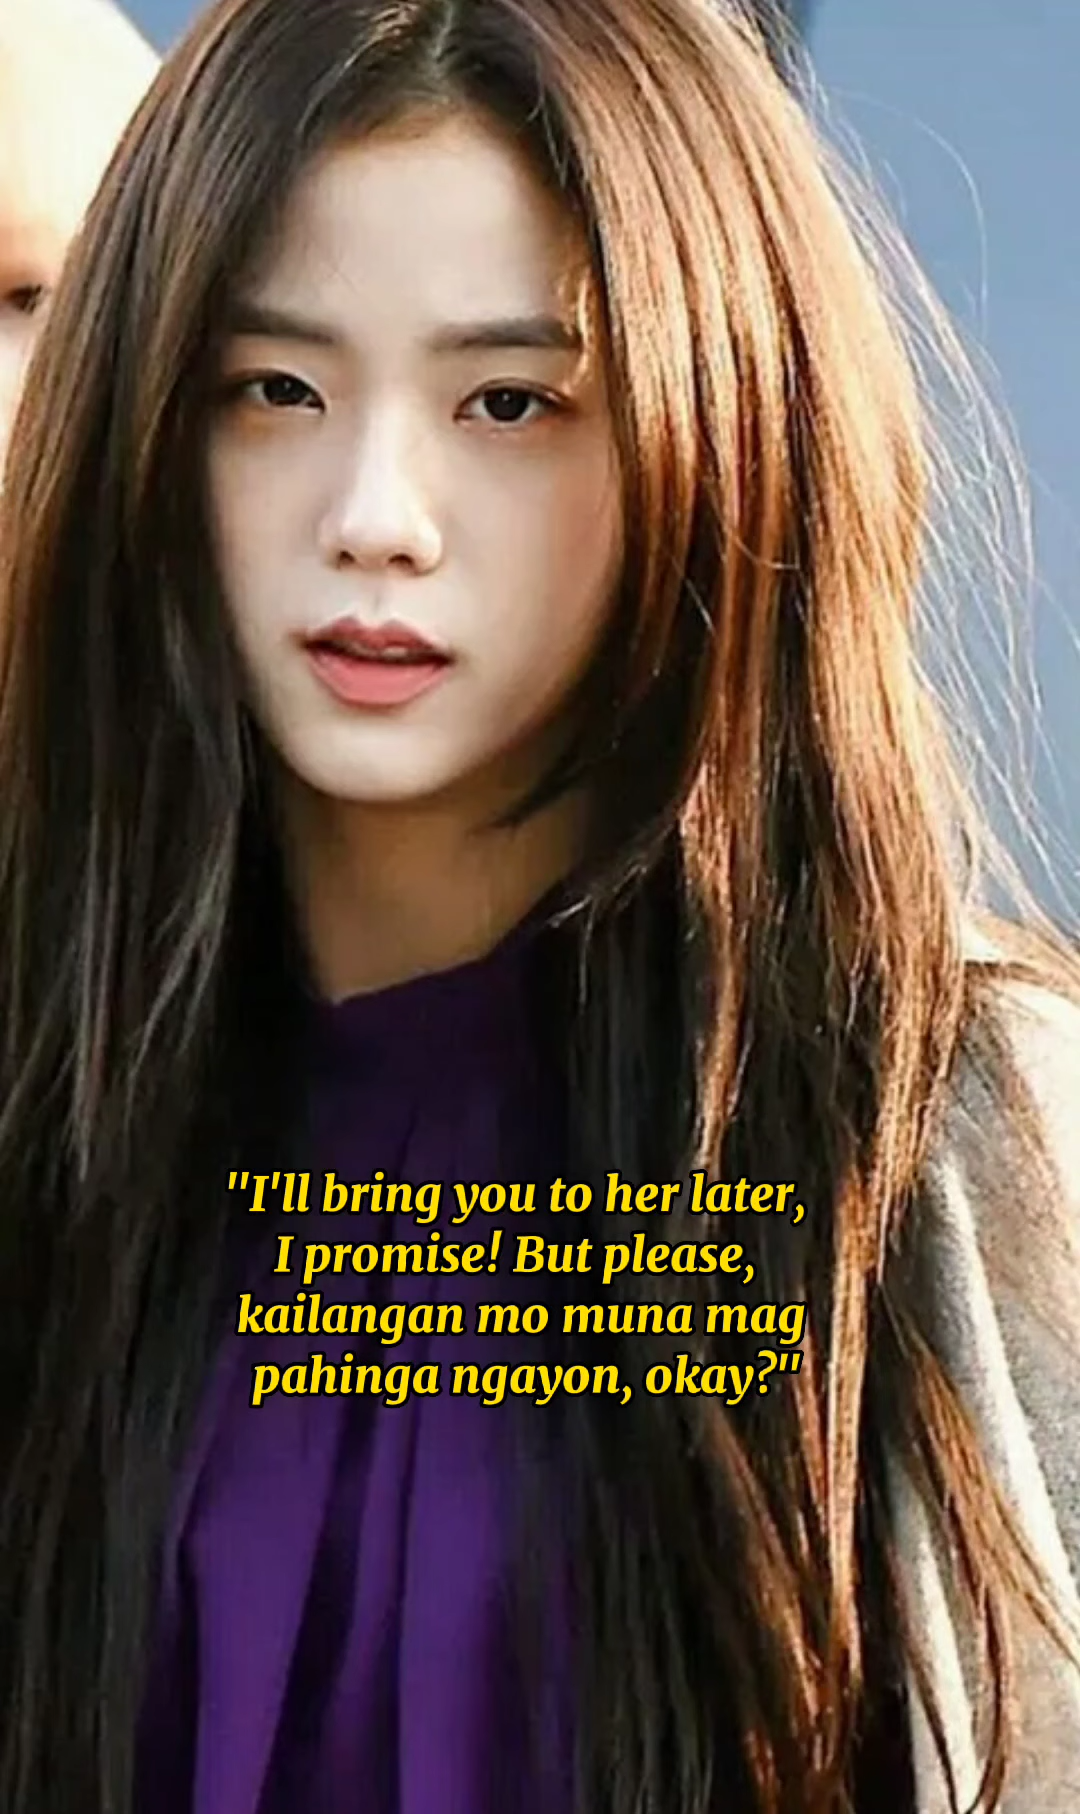 "I'll bring you to her later,
I promise! But please,
kailangan mo muna mag
pahinga ngayon, okay?"